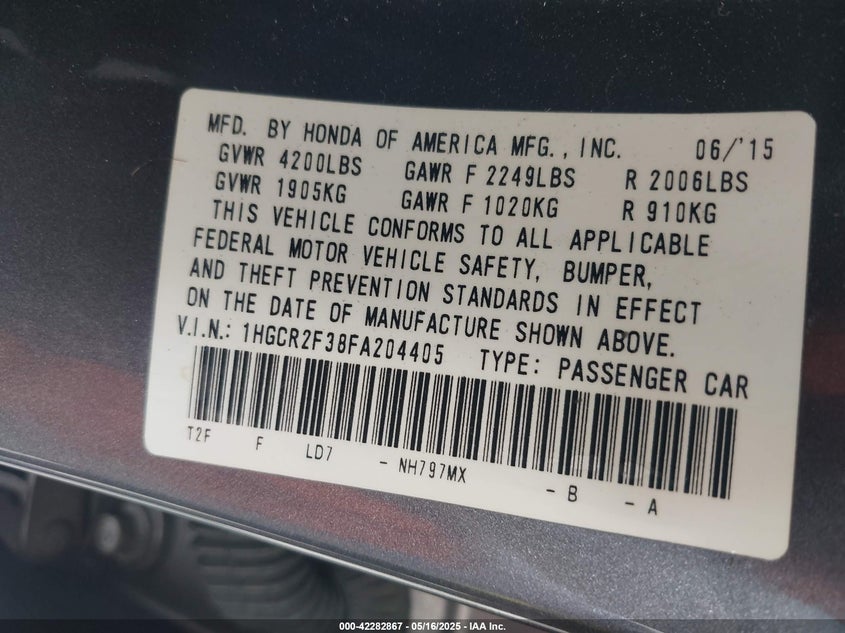 MFD. BY HONDA OF AMERICA MFG., INC. 06/'15
GVWR 4200LBS GAWR F 2249LBS R 2006LBS
GVWR 1905KG GAWR F 1020KG R 910KG
THIS VEHICLE CONFORMS TO ALL APPLICABLE
FEDERAL MOTOR VEHICLE SAFETY, BUMPER,
AND THEFT PREVENTION STANDARDS IN EFFECT
ON THE DATE OF MANUFACTURE SHOWN ABOVE.
V.I.N.: 1HGCR2F38FA204405 TYPE: PASSENGER CAR
T2F F LD7 - NH797MX - B - A
000-42282867 - 05/16/2025 - IAA Inc.